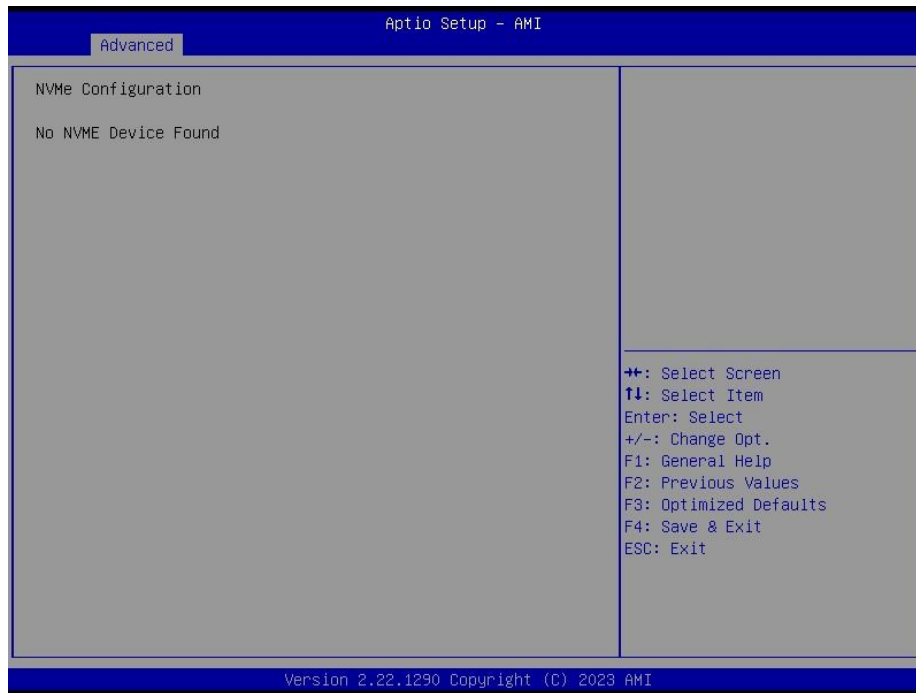 Aptio Setup – AMI
Advanced
NVMe Configuration
No NVME Device Found
→←: Select Screen
↑↓: Select Item
Enter: Select
+/-: Change Opt.
F1: General Help
F2: Previous Values
F3: Optimized Defaults
F4: Save & Exit
ESC: Exit
Version 2.22.1290 Copyright (C) 2023 AMI